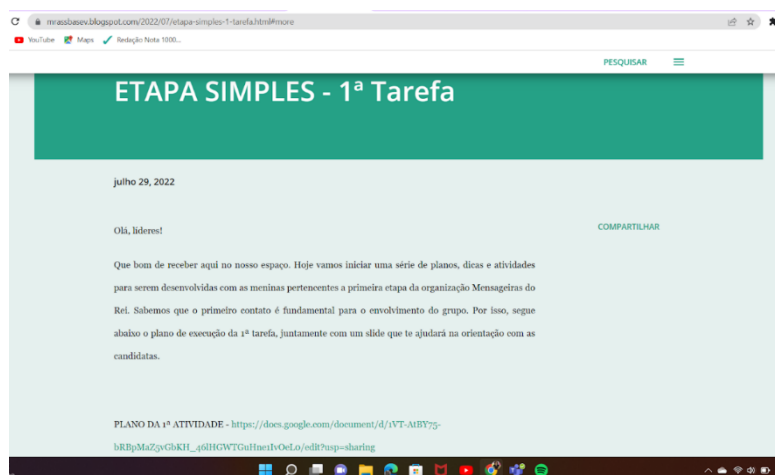 mrassbasev.blogspot.com/2022/07/etapa-simples-1-tarefa.html#more
YouTube Maps Redação Nota 1000...
PESQUISAR
ETAPA SIMPLES - 1ª Tarefa
julho 29, 2022
COMPARTILHAR
Olá, líderes!
Que bom de receber aqui no nosso espaço. Hoje vamos iniciar uma série de planos, dicas e atividades
para serem desenvolvidas com as meninas pertencentes a primeira etapa da organização Mensageiras do
Rei. Sabemos que o primeiro contato é fundamental para o envolvimento do grupo. Por isso, segue
abaixo o plano de execução da 1ª tarefa, juntamente com um slide que te ajudará na orientação com as
candidatas.
PLANO DA 1ª ATIVIDADE - https://docs.google.com/document/d/1VT-AtBY75-
bRBpMaZ5vGbKH_46lHGWTGuHne1IvOeLo/edit?usp=sharing